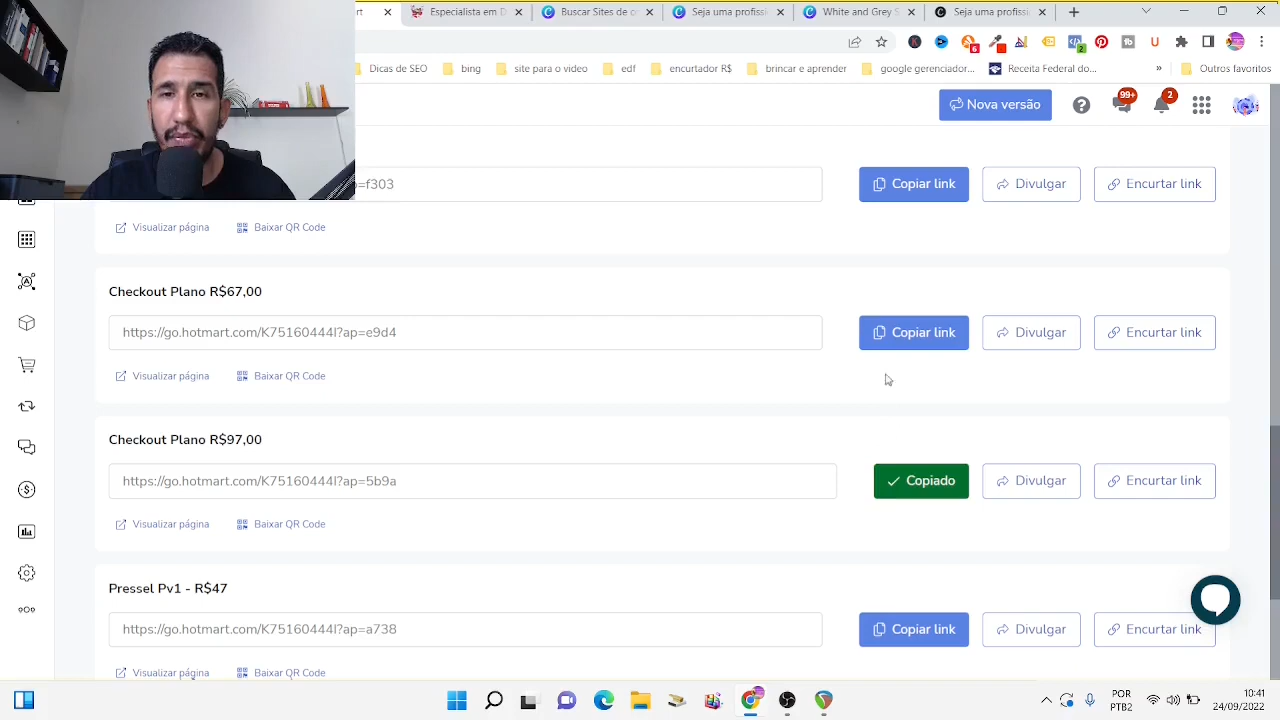 rt
Especialista em D
Buscar Sites de c
Seja uma profissi
White and Grey S
Seja uma profissi
6
2
Dicas de SEO
bing
site para o video
edf
encurtador R$
brincar e aprender
google gerenciador...
Receita Federal do...
»
Outros favoritos
Nova versão
99+
2
p=f303
Copiar link
Divulgar
Encurtar link
Visualizar página
Baixar QR Code
Checkout Plano R$67,00
https://go.hotmart.com/K75160444I?ap=e9d4
Copiar link
Divulgar
Encurtar link
Visualizar página
Baixar QR Code
Checkout Plano R$97,00
https://go.hotmart.com/K75160444I?ap=5b9a
Copiado
Divulgar
Encurtar link
Visualizar página
Baixar QR Code
Pressel Pv1 - R$47
https://go.hotmart.com/K75160444I?ap=a738
Copiar link
Divulgar
Encurtar link
Visualizar página
Baixar QR Code
POR
PTB2
10:41
24/09/2022